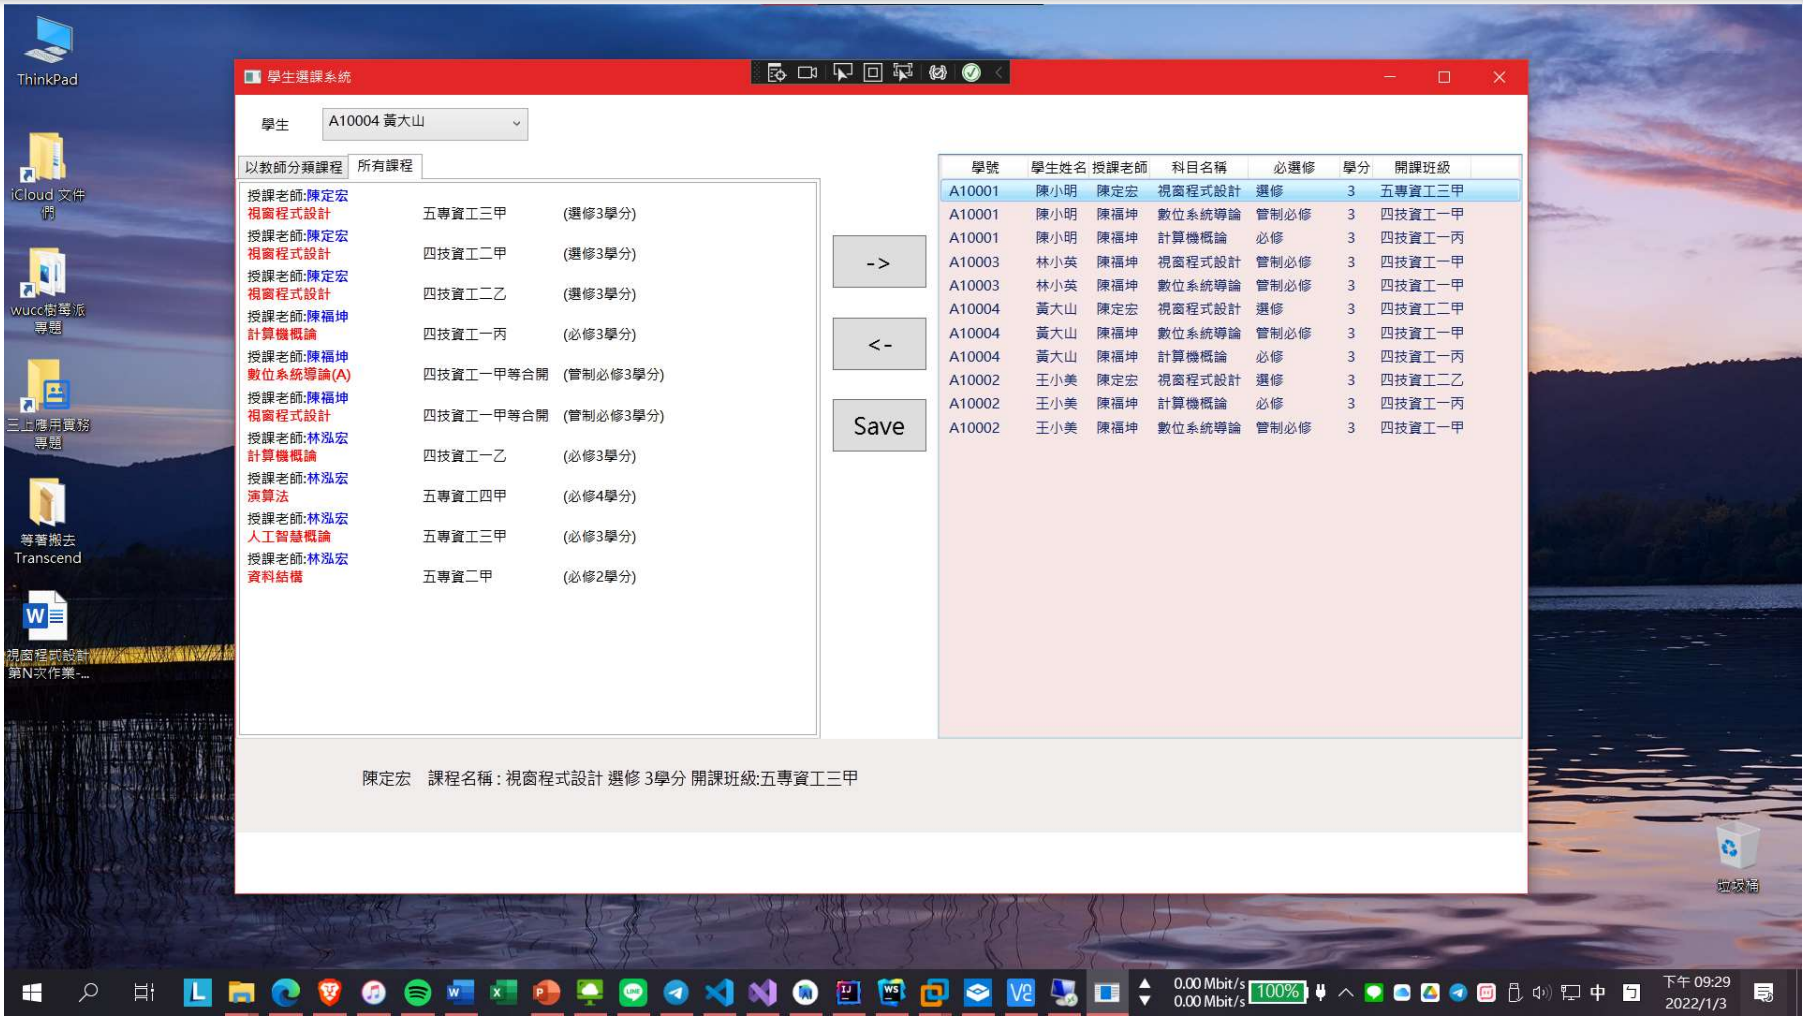 ThinkPad
iCloud 文件
們
wucc樹莓派
專題
三上應用實務
專題
等著搬去
Transcend
視窗程式設計
第N次作業-...
垃圾桶
學生選課系統
學生
A10004 黃大山
以教師分類課程
所有課程
授課老師:陳定宏
視窗程式設計 五專資工三甲 (選修3學分)
授課老師:陳定宏
視窗程式設計 四技資工二甲 (選修3學分)
授課老師:陳定宏
視窗程式設計 四技資工二乙 (選修3學分)
授課老師:陳福坤
計算機概論 四技資工一丙 (必修3學分)
授課老師:陳福坤
數位系統導論(A) 四技資工一甲等合開 (管制必修3學分)
授課老師:陳福坤
視窗程式設計 四技資工一甲等合開 (管制必修3學分)
授課老師:林泓宏
計算機概論 四技資工一乙 (必修3學分)
授課老師:林泓宏
演算法 五專資工四甲 (必修4學分)
授課老師:林泓宏
人工智慧概論 五專資工三甲 (必修3學分)
授課老師:林泓宏
資料結構 五專資二甲 (必修2學分)
->
<-
Save
學號 學生姓名 授課老師 科目名稱 必選修 學分 開課班級
A10001 陳小明 陳定宏 視窗程式設計 選修 3 五專資工三甲
A10001 陳小明 陳福坤 數位系統導論 管制必修 3 四技資工一甲
A10001 陳小明 陳福坤 計算機概論 必修 3 四技資工一丙
A10003 林小英 陳福坤 視窗程式設計 管制必修 3 四技資工一甲
A10003 林小英 陳福坤 數位系統導論 管制必修 3 四技資工一甲
A10004 黃大山 陳定宏 視窗程式設計 選修 3 四技資工二甲
A10004 黃大山 陳福坤 數位系統導論 管制必修 3 四技資工一甲
A10004 黃大山 陳福坤 計算機概論 必修 3 四技資工一丙
A10002 王小美 陳定宏 視窗程式設計 選修 3 四技資工二乙
A10002 王小美 陳福坤 計算機概論 必修 3 四技資工一丙
A10002 王小美 陳福坤 數位系統導論 管制必修 3 四技資工一甲
陳定宏 課程名稱 : 視窗程式設計 選修 3學分 開課班級:五專資工三甲
0.00 Mbit/s
0.00 Mbit/s
100%
中
下午 09:29
2022/1/3